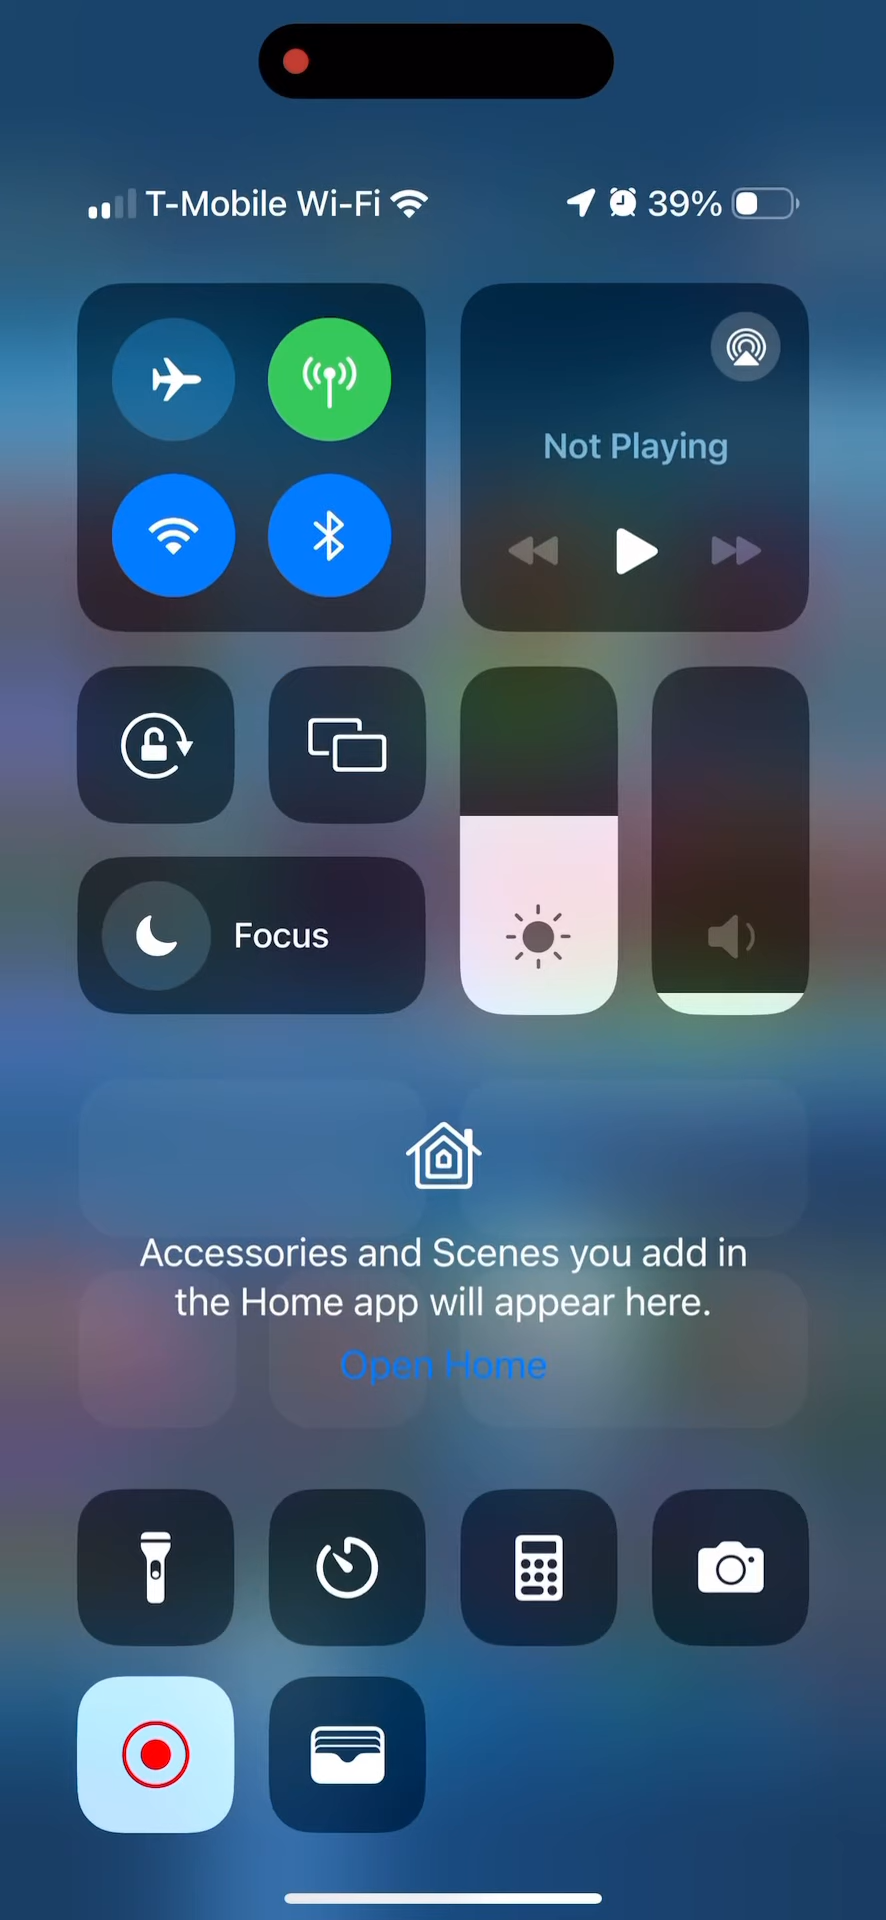 T-Mobile Wi-Fi 39%
Not Playing
Focus
Accessories and Scenes you add in
the Home app will appear here.
Open Home